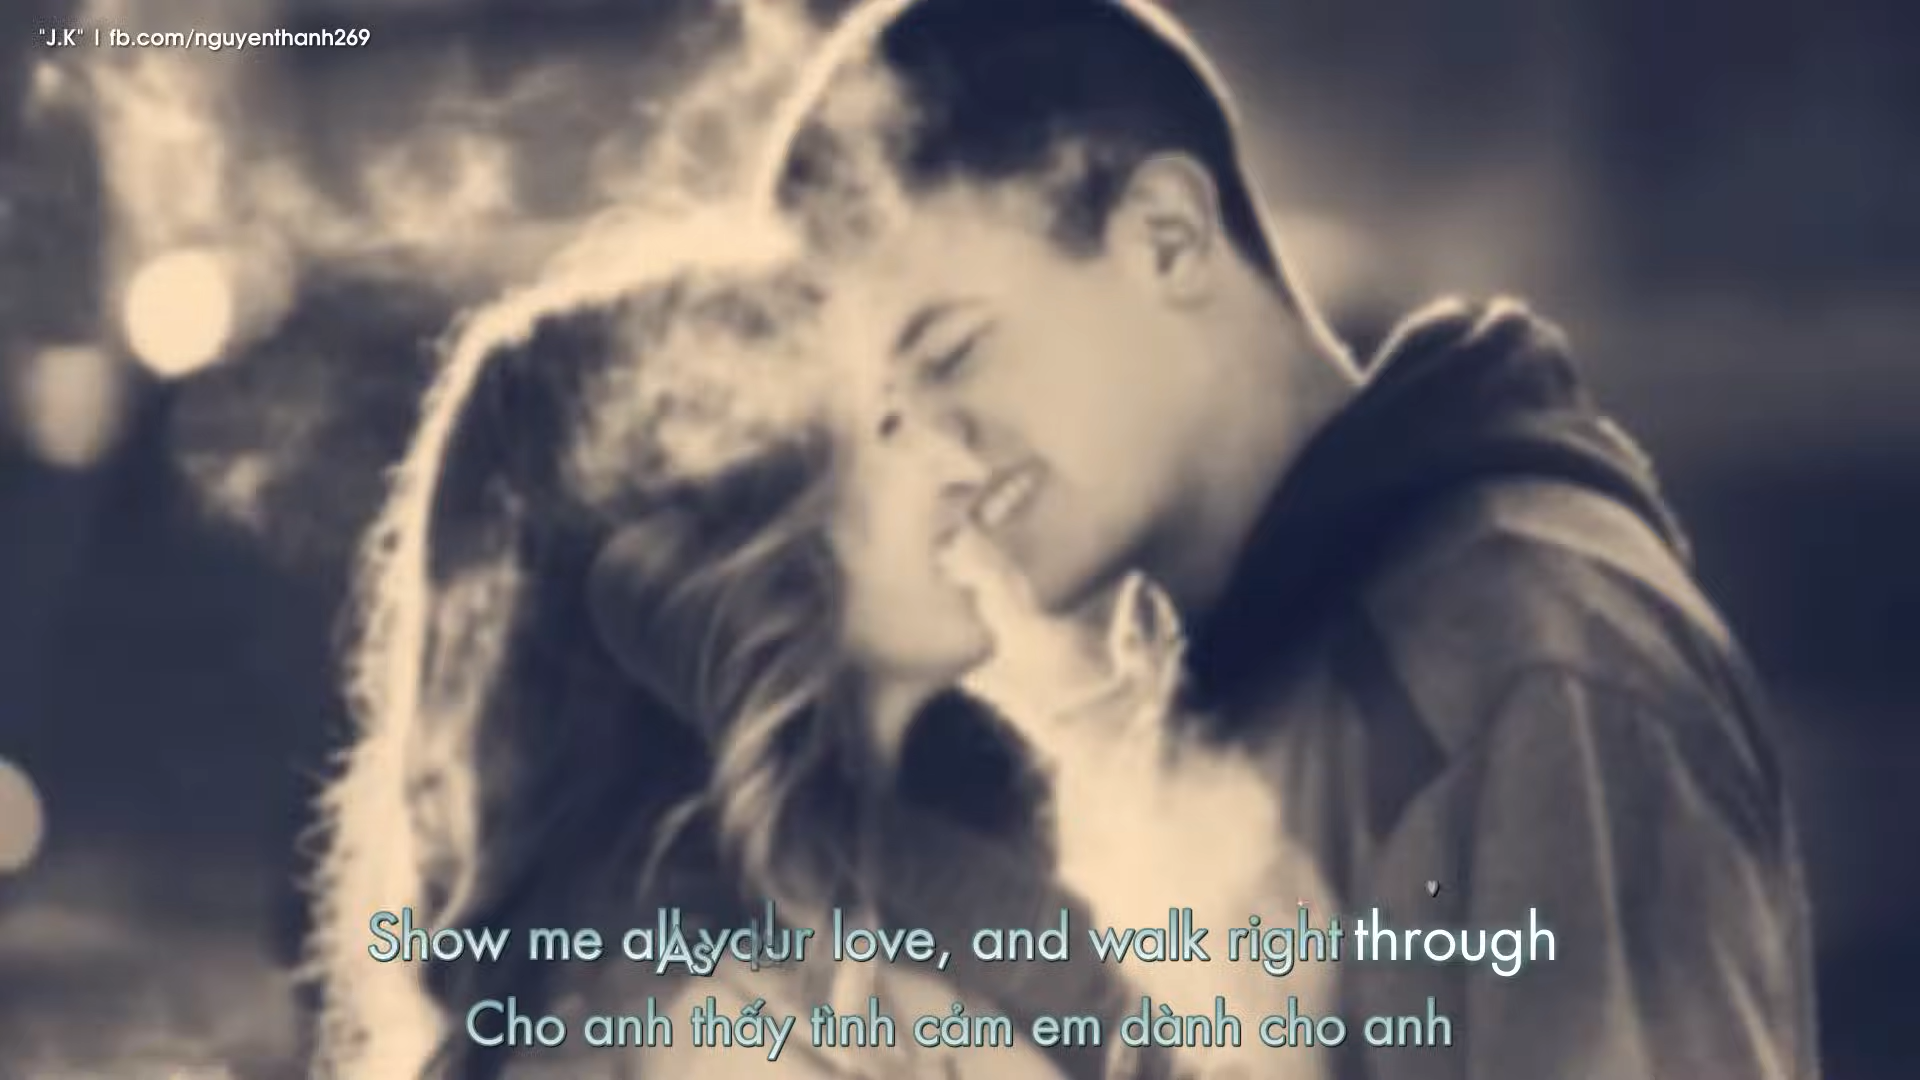 "J.K" | fb.com/nguyenthanh269
Show me all your love, and walk right through
As
Cho anh thấy tình cảm em dành cho anh